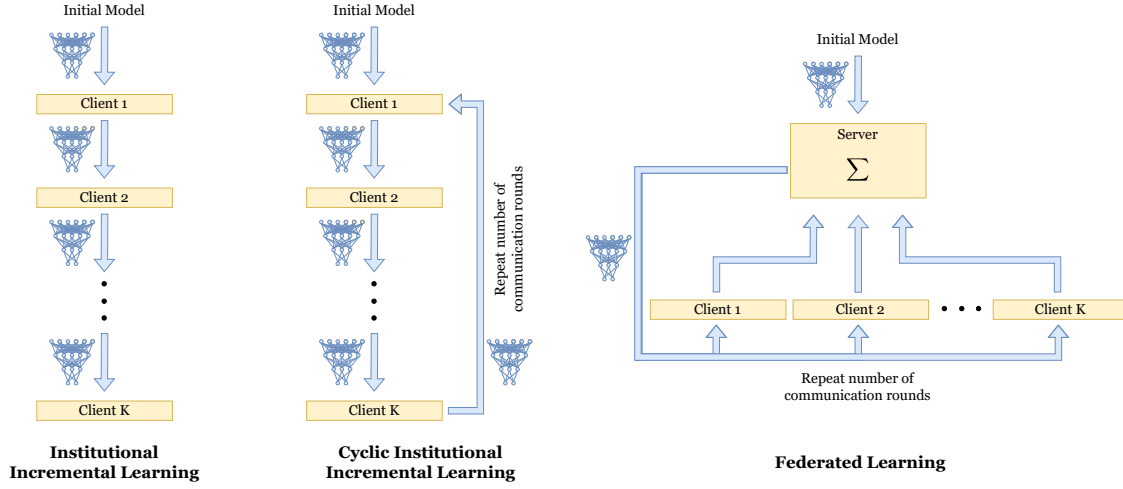 Initial Model
Client 1
Client 2
Client K
Institutional
Incremental Learning
Initial Model
Client 1
Client 2
Client K
Repeat number of
communication rounds
Cyclic Institutional
Incremental Learning
Initial Model
Server
Σ
Client 1
Client 2
Client K
Repeat number of
communication rounds
Federated Learning